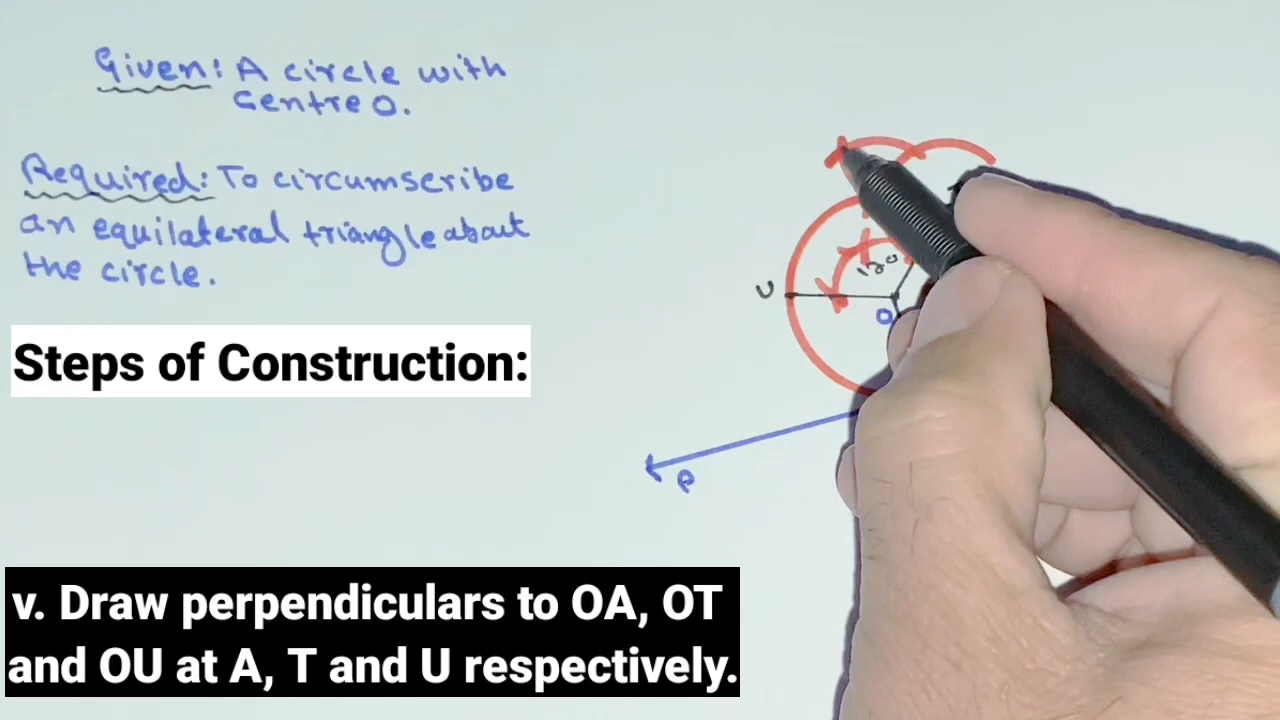 Given: A circle with
Centre O.
Required: To circumscribe
an equilateral triangle about
the circle.
Steps of Construction:
120
U
O
P
v. Draw perpendiculars to OA, OT
and OU at A, T and U respectively.